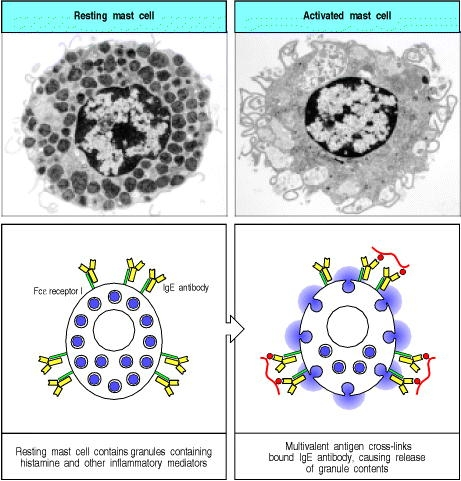 Resting mast cell
Activated mast cell
Fcε receptor I
IgE antibody
Resting mast cell contains granules containing
histamine and other inflammatory mediators
Multivalent antigen cross-links
bound IgE antibody, causing release
of granule contents